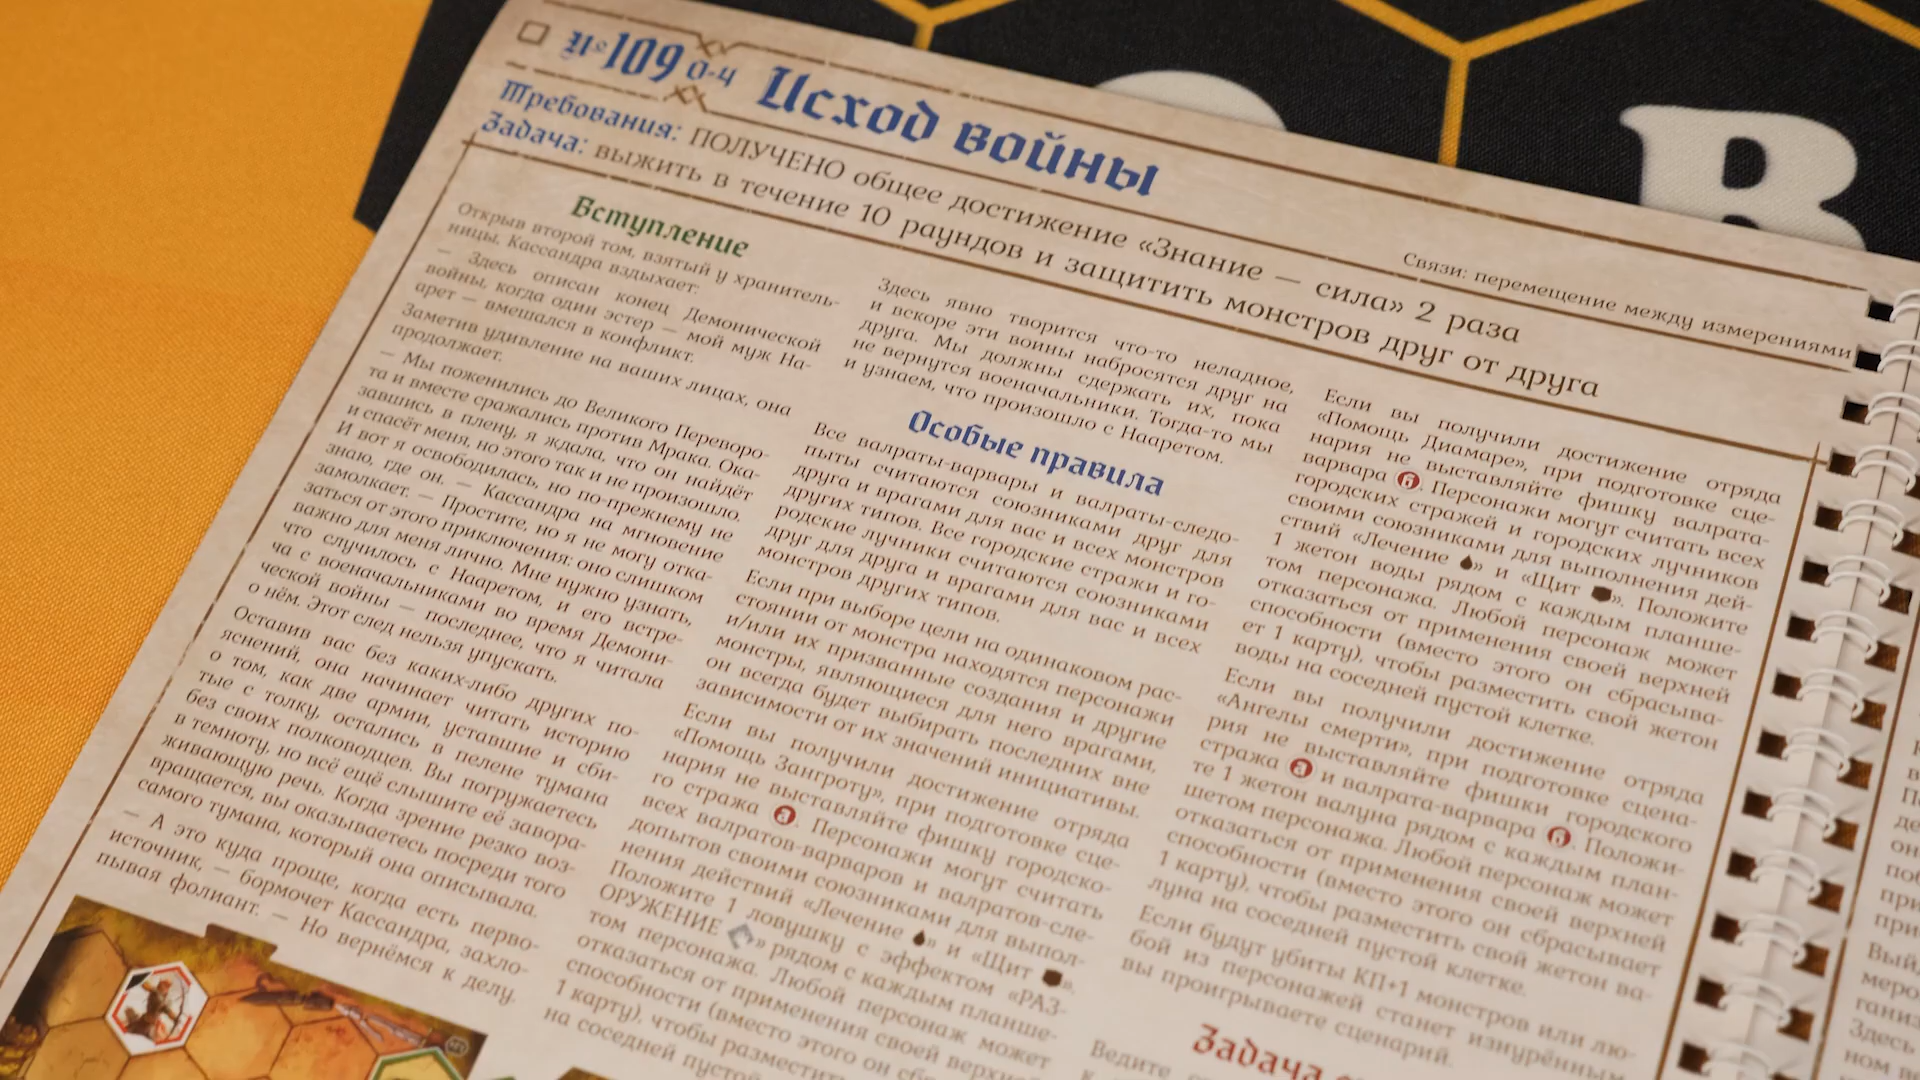 №109 О-4 Исход войны
Связи: перемещение между измерениями
Требования: ПОЛУЧЕНО общее достижение «Знание — сила» 2 раза
Задача: выжить в течение 10 раундов и защитить монстров друг от друга
Вступление
Открыв второй том, взятый у хранитель-
ницы, Кассандра вздыхает:
— Здесь описан конец Демонической
войны, когда один эстер — мой муж На-
арет — вмешался в конфликт.
Заметив удивление на ваших лицах, она
продолжает.
— Мы поженились до Великого Переворо-
та и вместе сражались против Мрака. Ока-
завшись в плену, я ждала, что он найдёт
и спасёт меня, но этого так и не произошло.
И вот я освободилась, но по-прежнему не
знаю, где он. — Кассандра на мгновение
замолкает. — Простите, но я не могу отка-
заться от этого приключения: оно слишком
важно для меня лично. Мне нужно узнать,
что случилось с Нааретом, и его встре-
ча с военачальниками во время Демони-
ческой войны — последнее, что я читала
о нём. Этот след нельзя упускать.
Оставив вас без каких-либо других по-
яснений, она начинает читать историю
о том, как две армии, уставшие и сби-
тые с толку, остались в пелене тумана
без своих полководцев. Вы погружаетесь
в темноту, но всё ещё слышите её завора-
живающую речь. Когда зрение резко воз-
вращается, вы оказываетесь посреди того
самого тумана, который она описывала.
— А это куда проще, когда есть перво-
источник, — бормочет Кассандра, захло-
пывая фолиант. — Но вернёмся к делу.
Здесь явно творится что-то неладное,
и вскоре эти воины набросятся друг на
друга. Мы должны сдержать их, пока
не вернутся военачальники. Тогда-то мы
и узнаем, что произошло с Нааретом.
Особые правила
Все валраты-варвары и валраты-следо-
пыты считаются союзниками друг для
друга и врагами для вас и всех монстров
других типов. Все городские стражи и го-
родские лучники считаются союзниками
друг для друга и врагами для вас и всех
монстров других типов.
Если при выборе цели на одинаковом рас-
стоянии от монстра находятся персонажи
и/или их призванные создания и другие
монстры, являющиеся для него врагами,
он всегда будет выбирать последних вне
зависимости от их значений инициативы.
Если вы получили достижение отряда
«Помощь Зангроту», при подготовке сце-
нария не выставляйте фишку городско-
го стража а. Персонажи могут считать
всех валратов-варваров и валратов-сле-
допытов своими союзниками для выпол-
нения действий «Лечение » и «Щит ».
Положите 1 ловушку с эффектом «РАЗ-
ОРУЖЕНИЕ » рядом с каждым планше-
том персонажа. Любой персонаж может
отказаться от применения своей верхней
способности (вместо этого он сбрасывает
1 карту), чтобы разместить
на соседней пустой
Если вы получили достижение отряда
«Помощь Диамаре», при подготовке сце-
нария не выставляйте фишку валрата-
варвара б. Персонажи могут считать всех
городских стражей и городских лучников
своими союзниками для выполнения дей-
ствий «Лечение » и «Щит ». Положите
1 жетон воды рядом с каждым планше-
том персонажа. Любой персонаж может
отказаться от применения своей верхней
способности (вместо этого он сбрасыва-
ет 1 карту), чтобы разместить свой жетон
воды на соседней пустой клетке.
Если вы получили достижение отряда
«Ангелы смерти», при подготовке сцена-
рия не выставляйте фишки городского
стража а и валрата-варвара б. Положи-
те 1 жетон валуна рядом с каждым план-
шетом персонажа. Любой персонаж может
отказаться от применения своей верхней
способности (вместо этого он сбрасывает
1 карту), чтобы разместить свой жетон ва-
луна на соседней пустой клетке.
Если будут убиты КП+1 монстров или лю-
бой из персонажей станет изнурённым,
вы проигрываете сценарий.
Задача
Ведите
В